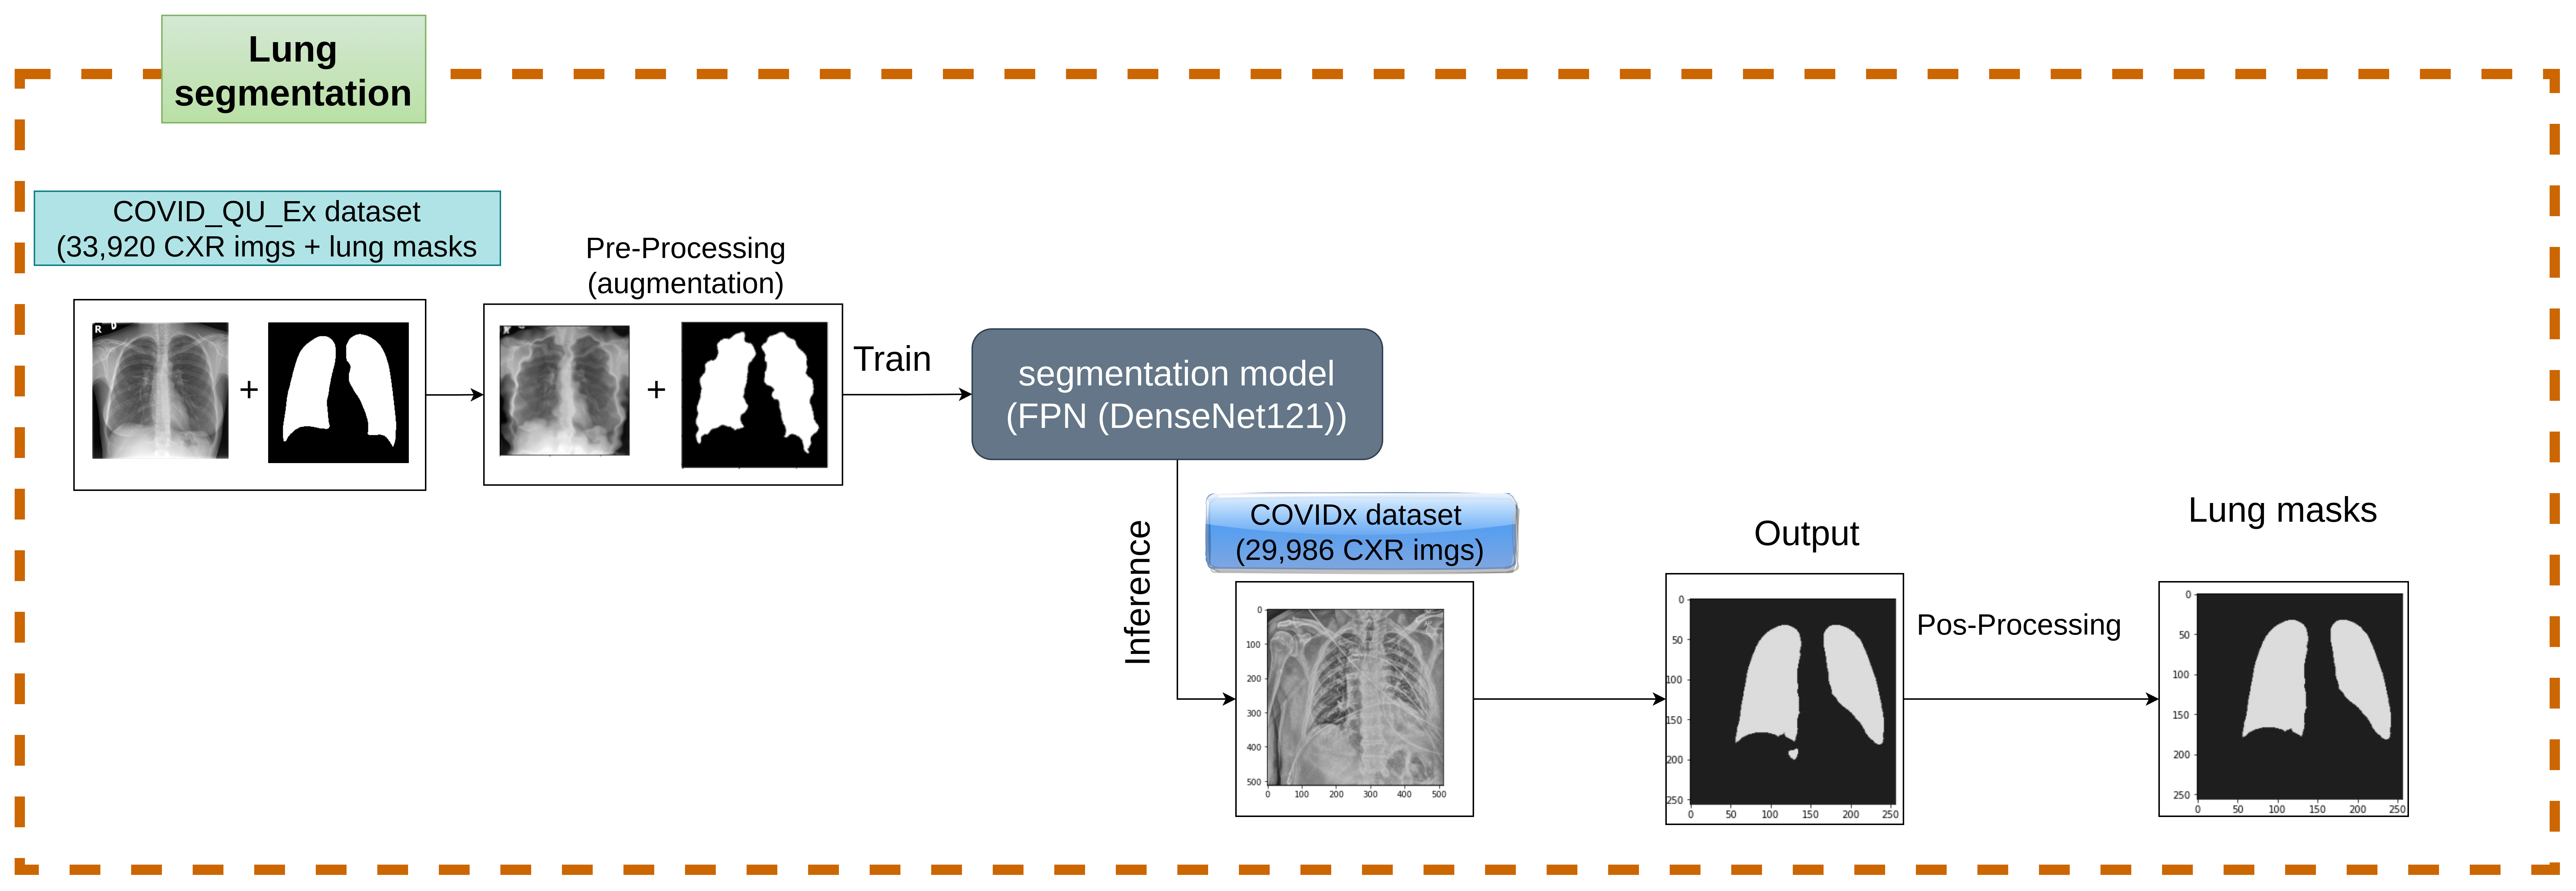 Lung
segmentation
COVID_QU_Ex dataset
(33,920 CXR imgs + lung masks
Pre-Processing
(augmentation)
R D
+
+
Train
segmentation model
(FPN (DenseNet121))
Inference
COVIDx dataset
(29,986 CXR imgs)
0
100
200
300
400
500
0 100 200 300 400 500
Output
0
50
100
150
200
250
0 50 100 150 200 250
Pos-Processing
Lung masks
0
50
100
150
200
250
0 50 100 150 200 250